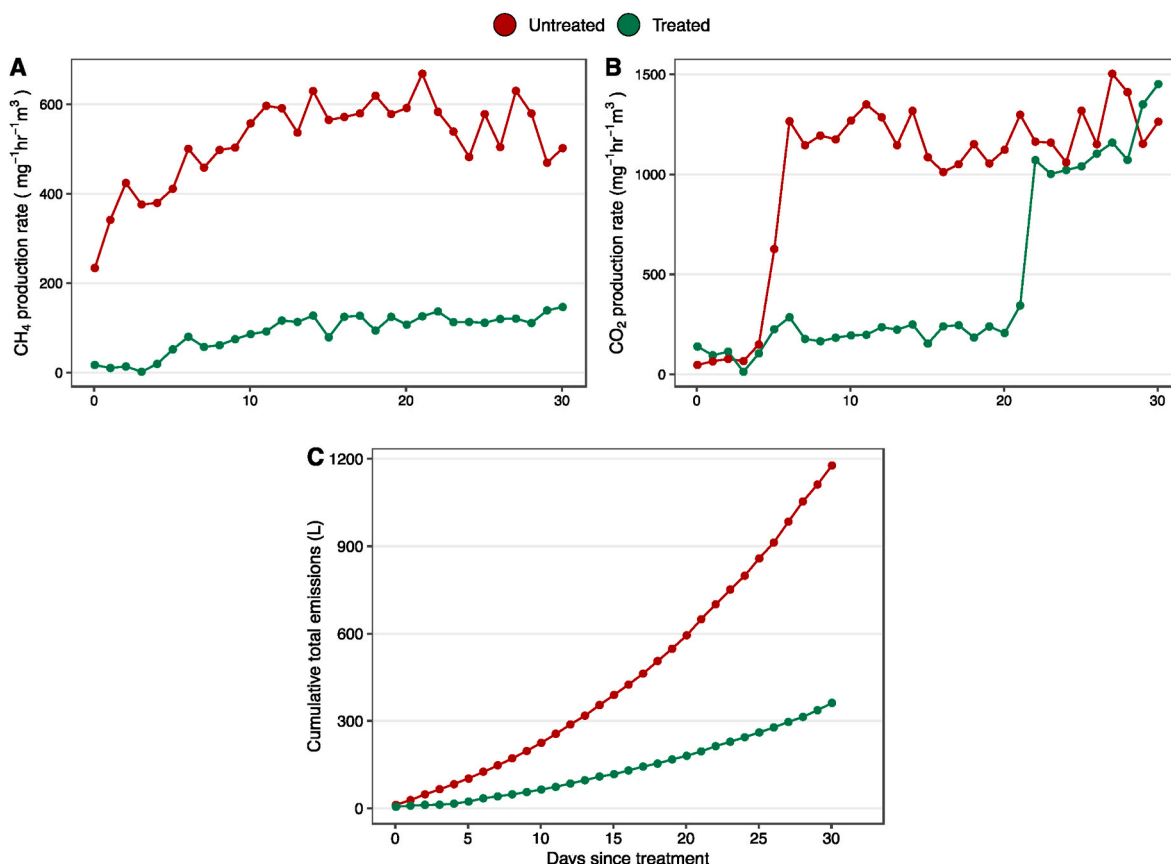 Untreated Treated
A
CH₄ production rate ( mg⁻¹hr⁻¹m³ )
600
400
200
0
0 10 20 30
B
CO₂ production rate (mg⁻¹hr⁻¹m³ )
1500
1000
500
0
0 10 20 30
C
Cumulative total emissions (L)
1200
900
600
300
0
0 5 10 15 20 25 30
Days since treatment